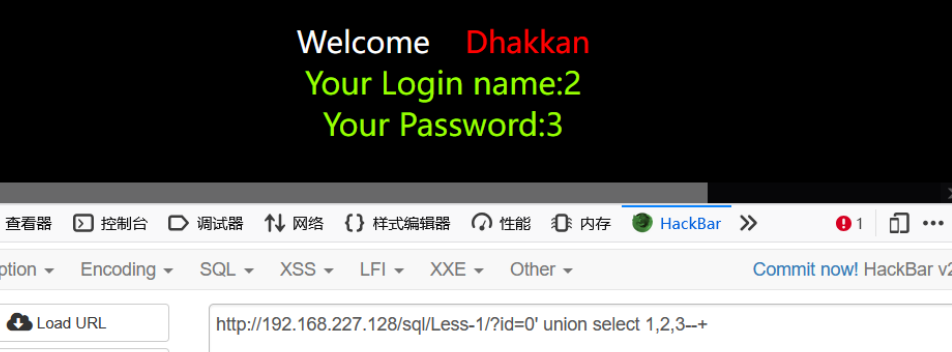 Welcome Dhakkan
Your Login name:2
Your Password:3
查看器 控制台 调试器 网络 {} 样式编辑器 性能 内存 HackBar 1
ption Encoding SQL XSS LFI XXE Other Commit now! HackBar v2
Load URL http://192.168.227.128/sql/Less-1/?id=0' union select 1,2,3--+